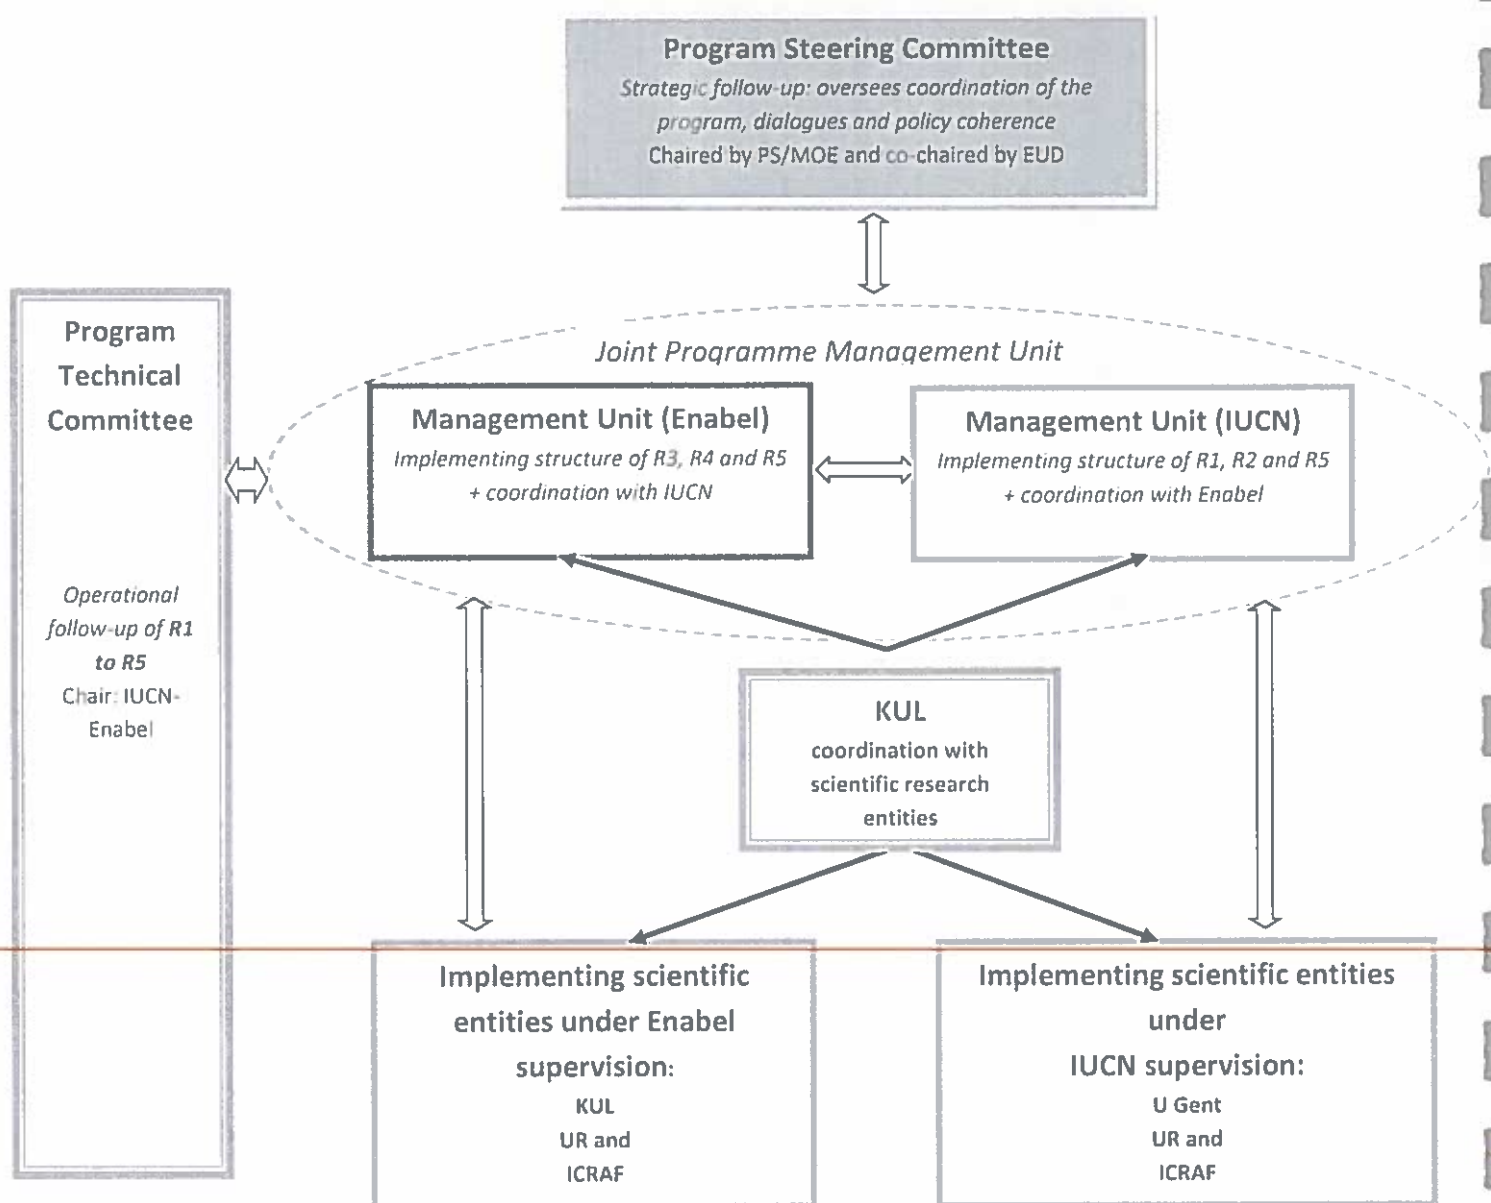 Program Steering Committee
Strategic follow-up: oversees coordination of the
program, dialogues and policy coherence
Chaired by PS/MOE and co-chaired by EUD
Program
Technical
Committee
Operational
follow-up of R1
to R5
Chair: IUCN-
Enabel
Joint Programme Management Unit
Management Unit (Enabel)
Implementing structure of R3, R4 and R5
+ coordination with IUCN
Management Unit (IUCN)
Implementing structure of R1, R2 and R5
+ coordination with Enabel
KUL
coordination with
scientific research
entities
Implementing scientific
entities under Enabel
supervision:
KUL
UR and
ICRAF
Implementing scientific entities
under
IUCN supervision:
U Gent
UR and
ICRAF